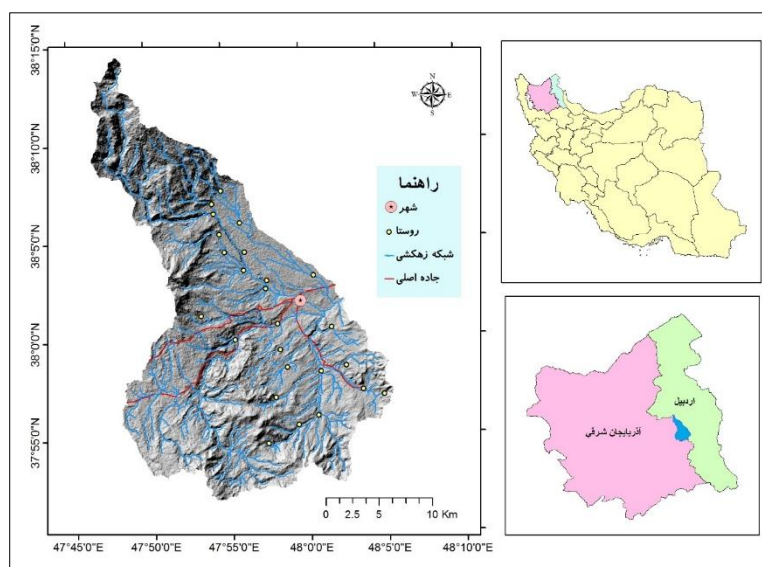 38°15'0"N
38°10'0"N
38°5'0"N
38°0'0"N
37°55'0"N
N
W E
S
راهنما
شهر
روستا
شبکه زهکشی
جاده اصلی
0 2.5 5 10 Km
47°45'0"E 47°50'0"E 47°55'0"E 48°0'0"E 48°5'0"E 48°10'0"E
اردبیل
آذربایجان شرقي